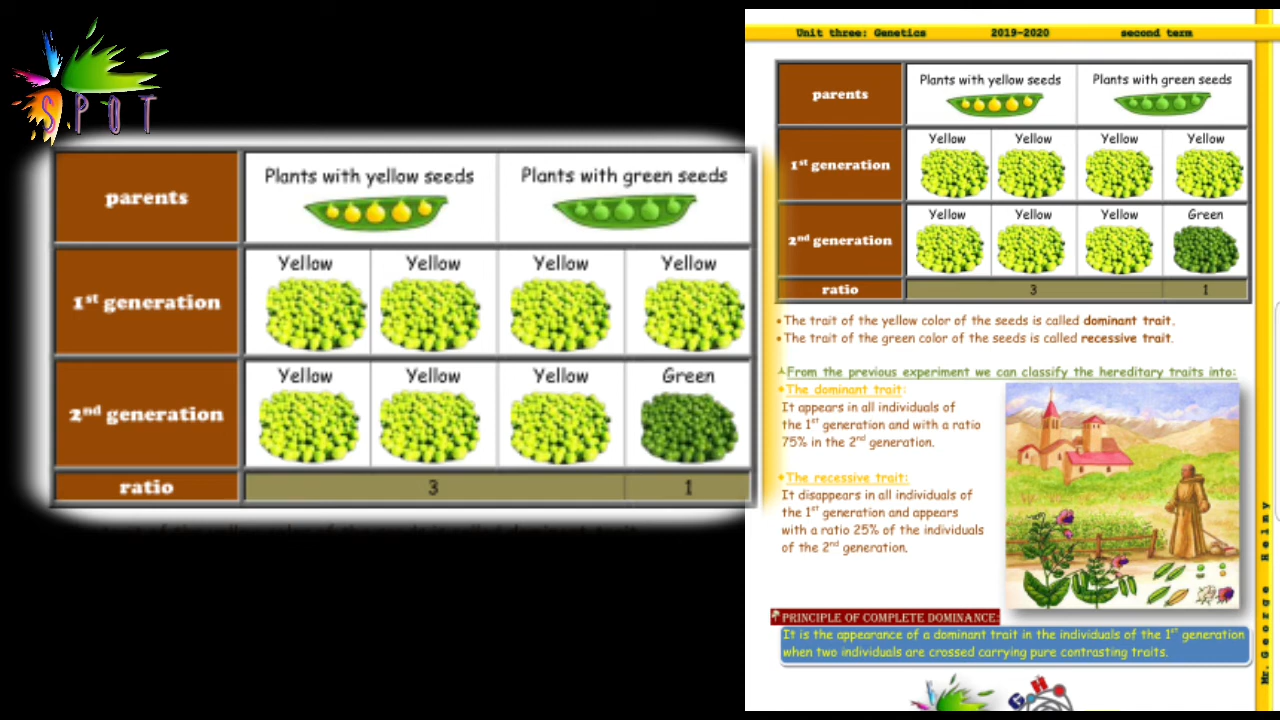 SPOT
parents
Plants with yellow seeds
Plants with green seeds
1st generation
Yellow
Yellow
Yellow
Yellow
2nd generation
Yellow
Yellow
Yellow
Green
ratio
3
1
Unit three: Genetics 2019-2020 second term
parents
Plants with yellow seeds
Plants with green seeds
1st generation
Yellow
Yellow
Yellow
Yellow
2nd generation
Yellow
Yellow
Yellow
Green
ratio
3
1
•The trait of the yellow color of the seeds is called dominant trait.
•The trait of the green color of the seeds is called recessive trait.
From the previous experiment we can classify the hereditary traits into:
The dominant trait:
It appears in all individuals of
the 1st generation and with a ratio
75% in the 2nd generation.
The recessive trait:
It disappears in all individuals of
the 1st generation and appears
with a ratio 25% of the individuals
of the 2nd generation.
PRINCIPLE OF COMPLETE DOMINANCE:
It is the appearance of a dominant trait in the individuals of the 1st generation
when two individuals are crossed carrying pure contrasting traits.
Mr. George Helmy
G H